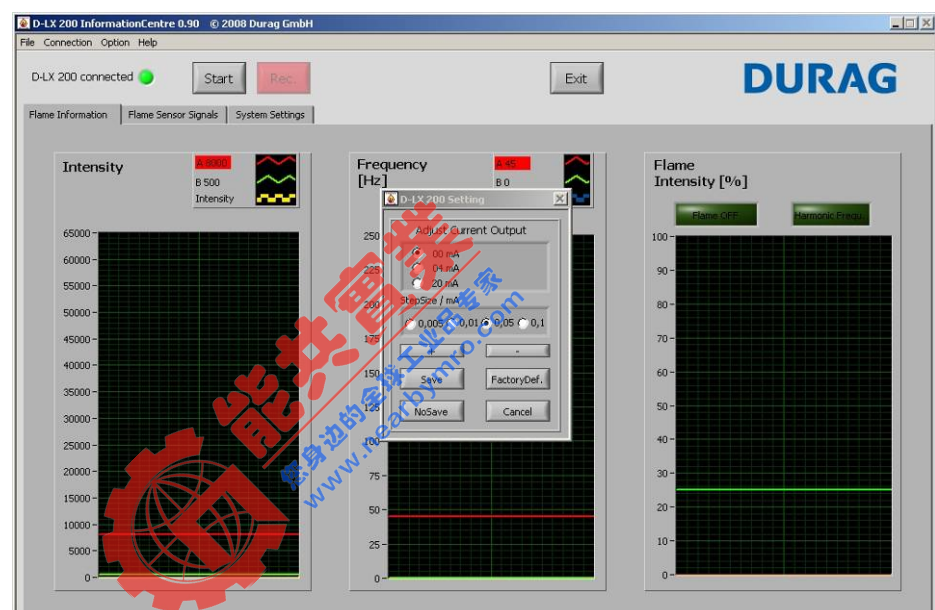 D-LX 200 InformationCentre 0.90 © 2008 Durag GmbH
File Connection Option Help
D-LX 200 connected
Start
Rec.
Exit
DURAG
Flame Information
Flame Sensor Signals
System Settings
Intensity
A 8000
B 500
Intensity
65000
60000
55000
50000
45000
40000
35000
30000
25000
20000
15000
10000
5000
0
Frequency
[Hz]
A 45
B 0
250
225
200
175
150
125
100
75
50
25
0
D-LX 200 Setting
Adjust Current Output
00 mA
04 mA
20 mA
StepSize / mA
0,005 0,01 0,05 0,1
+
-
Save
FactoryDef.
NoSave
Cancel
Flame
Intensity [%]
Flame OFF
Harmonic Frequ.
100
90
80
70
60
50
40
30
20
10
0
能共實業
您身边的全球工业品专家
www.nearbymro.com